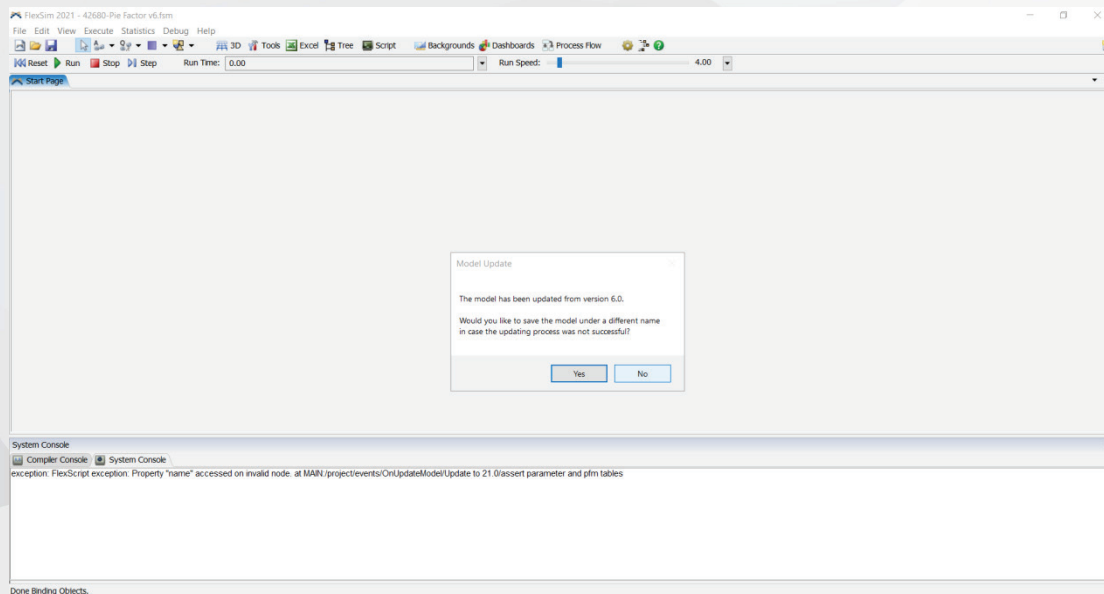 FlexSim 2021 - 42680-Pie Factor v6.fsm
File Edit View Execute Statistics Debug Help
3D Tools Excel Tree Script Backgrounds Dashboards Process Flow
Reset Run Stop Step Run Time: 0.00 Run Speed: 4.00
Start Page
Model Update
The model has been updated from version 6.0.
Would you like to save the model under a different name
in case the updating process was not successful?
Yes No
System Console
Compiler Console System Console
exception: FlexScript exception: Property "name" accessed on invalid node. at MAIN:/project/events/OnUpdateModel/Update to 21.0/assert parameter and pfm tables
Done Binding Objects.